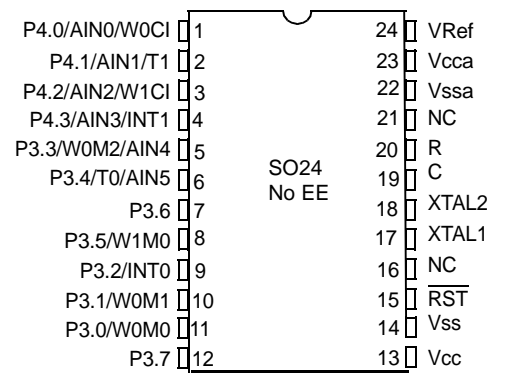 P4.0/AIN0/W0CI 1 24 VRef
P4.1/AIN1/T1 2 23 Vcca
P4.2/AIN2/W1CI 3 22 Vssa
P4.3/AIN3/INT1 4 21 NC
P3.3/W0M2/AIN4 5 20 R
P3.4/T0/AIN5 6 SO24 19 C
P3.6 7 No EE 18 XTAL2
P3.5/W1M0 8 17 XTAL1
P3.2/INT0 9 16 NC
P3.1/W0M1 10 15 RST
P3.0/W0M0 11 14 Vss
P3.7 12 13 Vcc